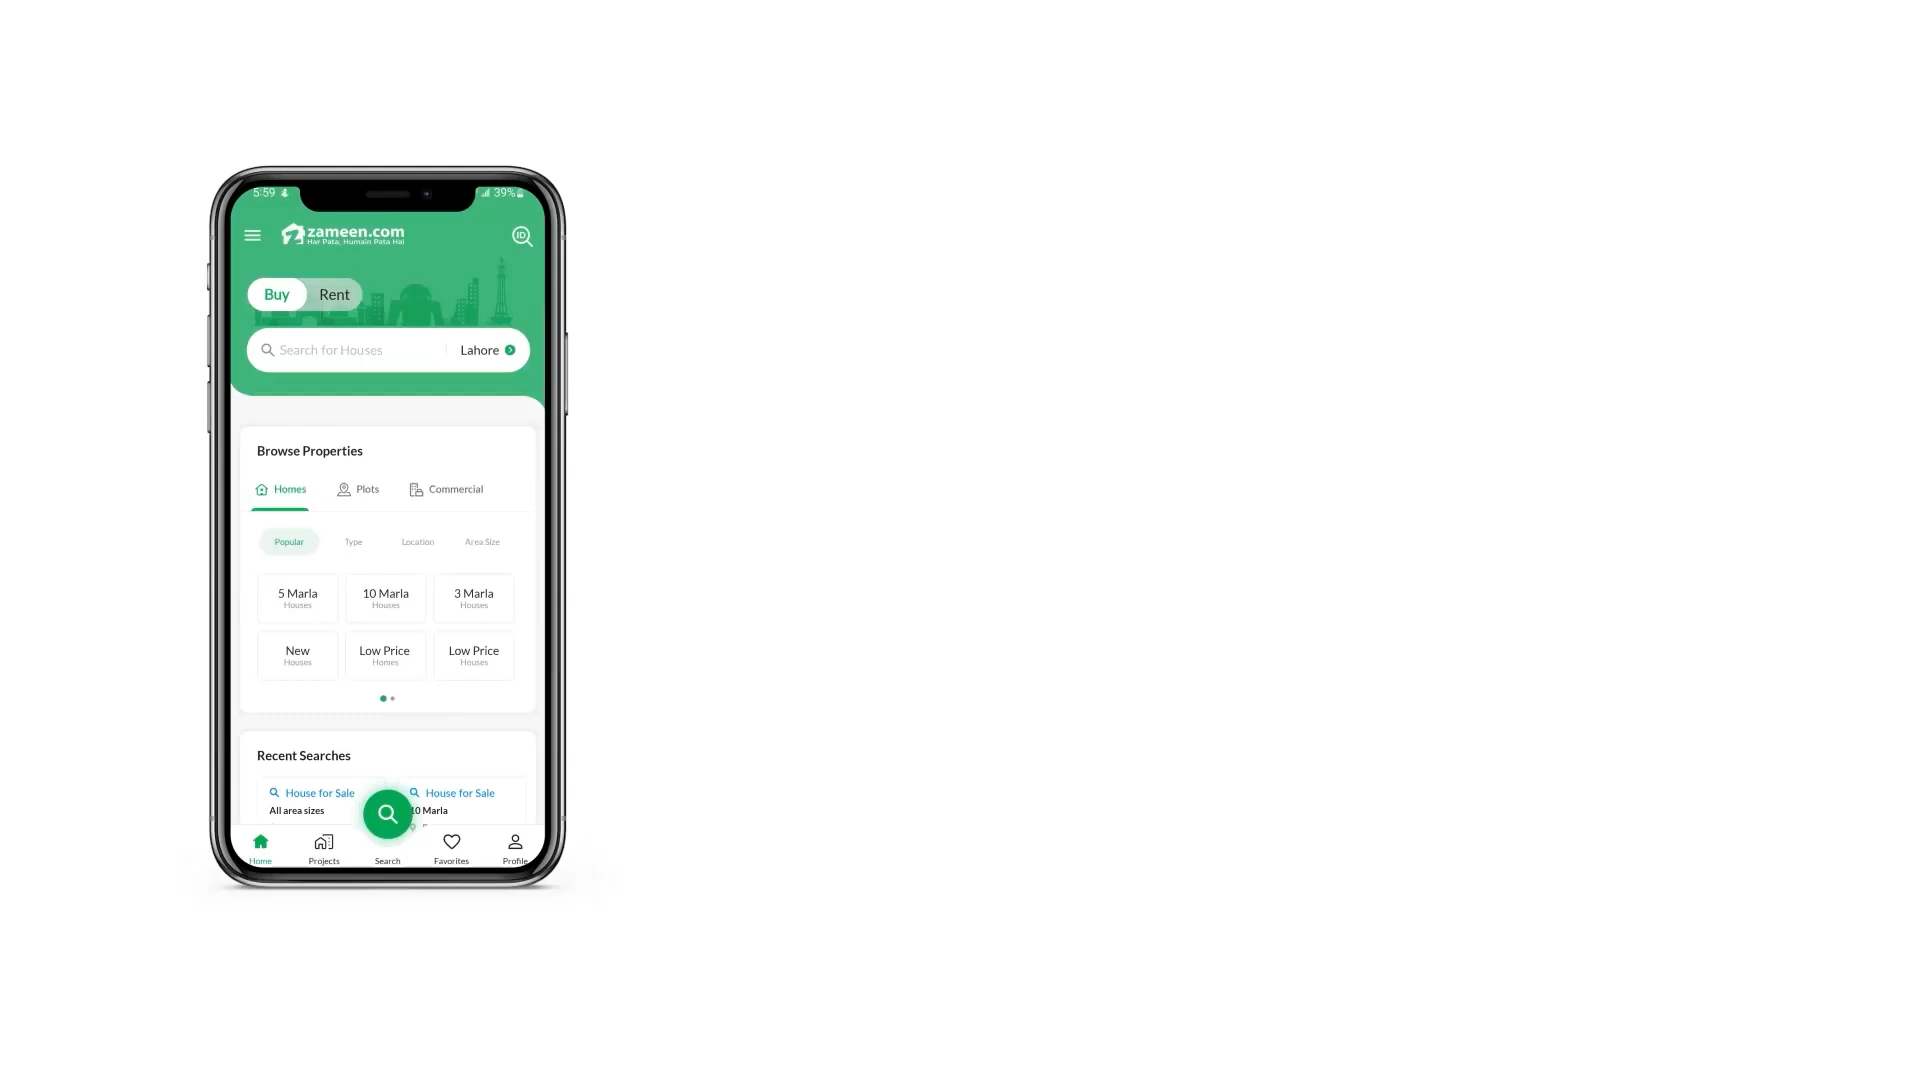 5:59
39%
zameen.com
Har Pata, Humain Pata Hai
ID
Buy Rent
Search for Houses Lahore
Browse Properties
Homes Plots Commercial
Popular Type Location Area Size
5 Marla 10 Marla 3 Marla
Houses Houses Houses
New Low Price Low Price
Houses Homes Houses
Recent Searches
House for Sale House for Sale
All area sizes 10 Marla
Home Projects Search Favorites Profile